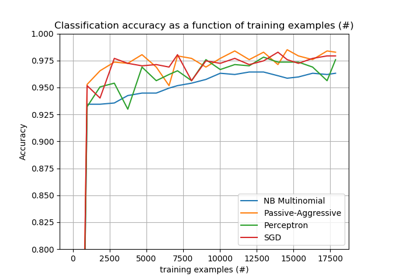 Classification accuracy as a function of training examples (#)
1.000
0.975
0.950
0.925
0.900
0.875
0.850
0.825
0.800
Accuracy
NB Multinomial
Passive-Aggressive
Perceptron
SGD
0 2500 5000 7500 10000 12500 15000 17500
training examples (#)